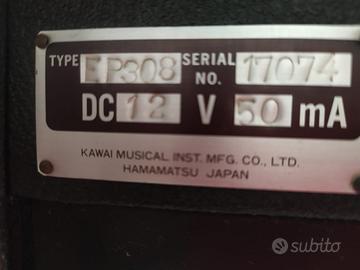 TYPE EP308 SERIAL NO. 17074
DC 12 V 50 mA
KAWAI MUSICAL INST. MFG. CO., LTD.
HAMAMATSU JAPAN
subito